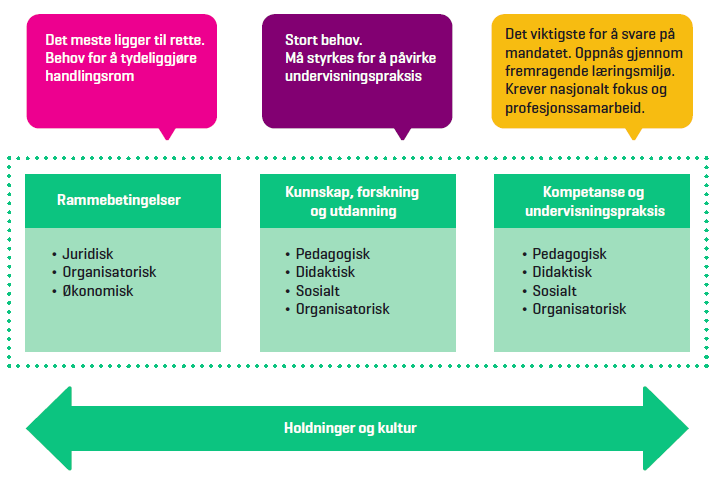 Det meste ligger til rette.
Behov for å tydeliggjøre
handlingsrom
Stort behov.
Må styrkes for å påvirke
undervisningspraksis
Det viktigste for å svare på
mandatet. Oppnås gjennom
fremragende læringsmiljø.
Krever nasjonalt fokus og
profesjonssamarbeid.
Rammebetingelser
• Juridisk
• Organisatorisk
• Økonomisk
Kunnskap, forskning
og utdanning
• Pedagogisk
• Didaktisk
• Sosialt
• Organisatorisk
Kompetanse og
undervisningspraksis
• Pedagogisk
• Didaktisk
• Sosialt
• Organisatorisk
Holdninger og kultur